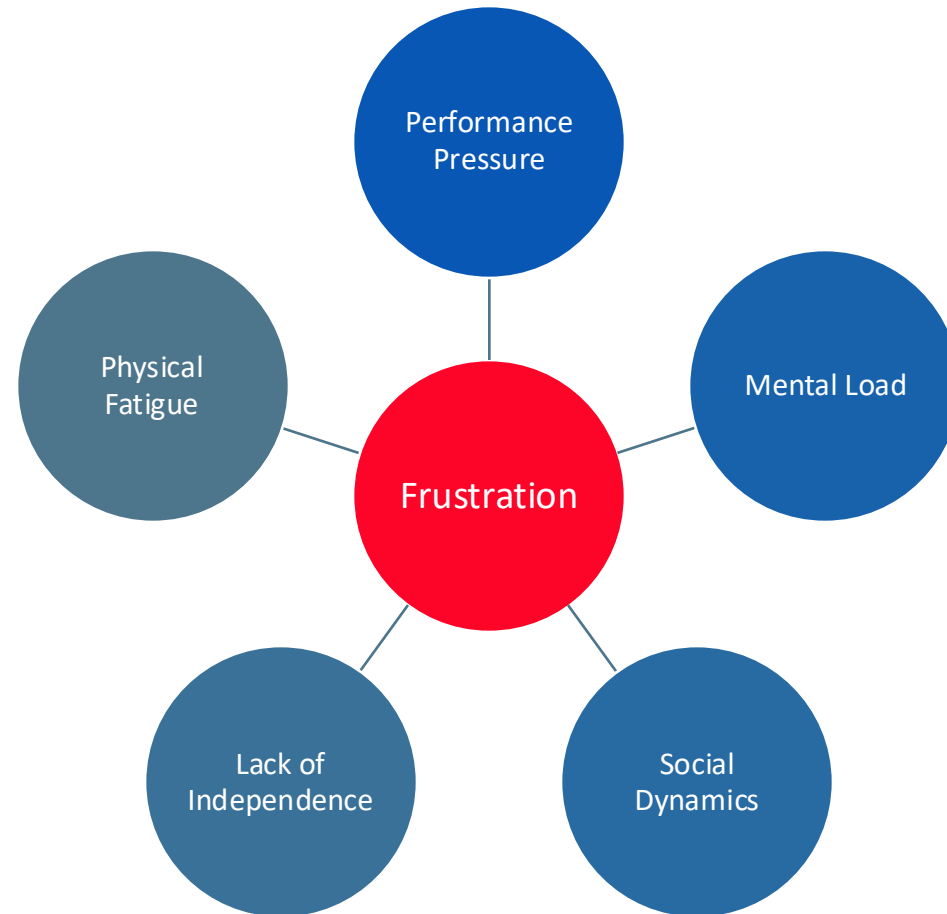 Performance
Pressure
Physical
Fatigue
Mental Load
Frustration
Lack of
Independence
Social
Dynamics